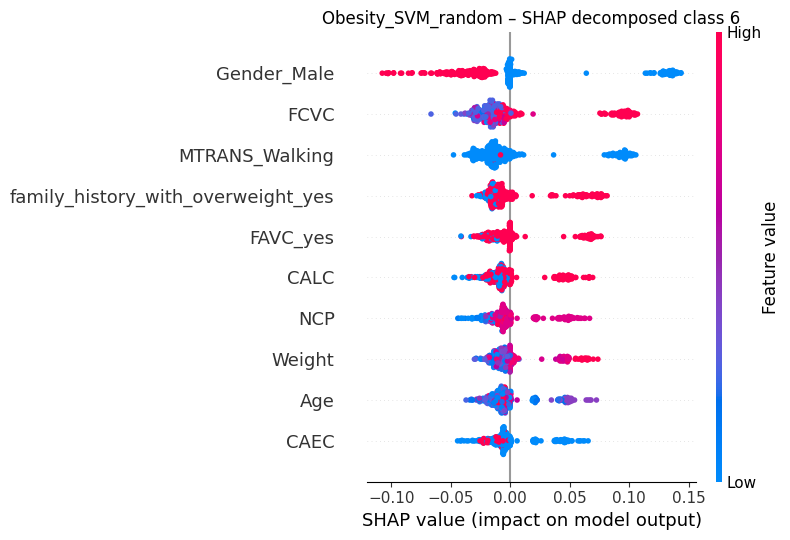 Obesity_SVM_random – SHAP decomposed class 6
High
Gender_Male
FCVC
MTRANS_Walking
family_history_with_overweight_yes
FAVC_yes
CALC
NCP
Weight
Age
CAEC
Feature value
Low
−0.10 −0.05 0.00 0.05 0.10 0.15
SHAP value (impact on model output)